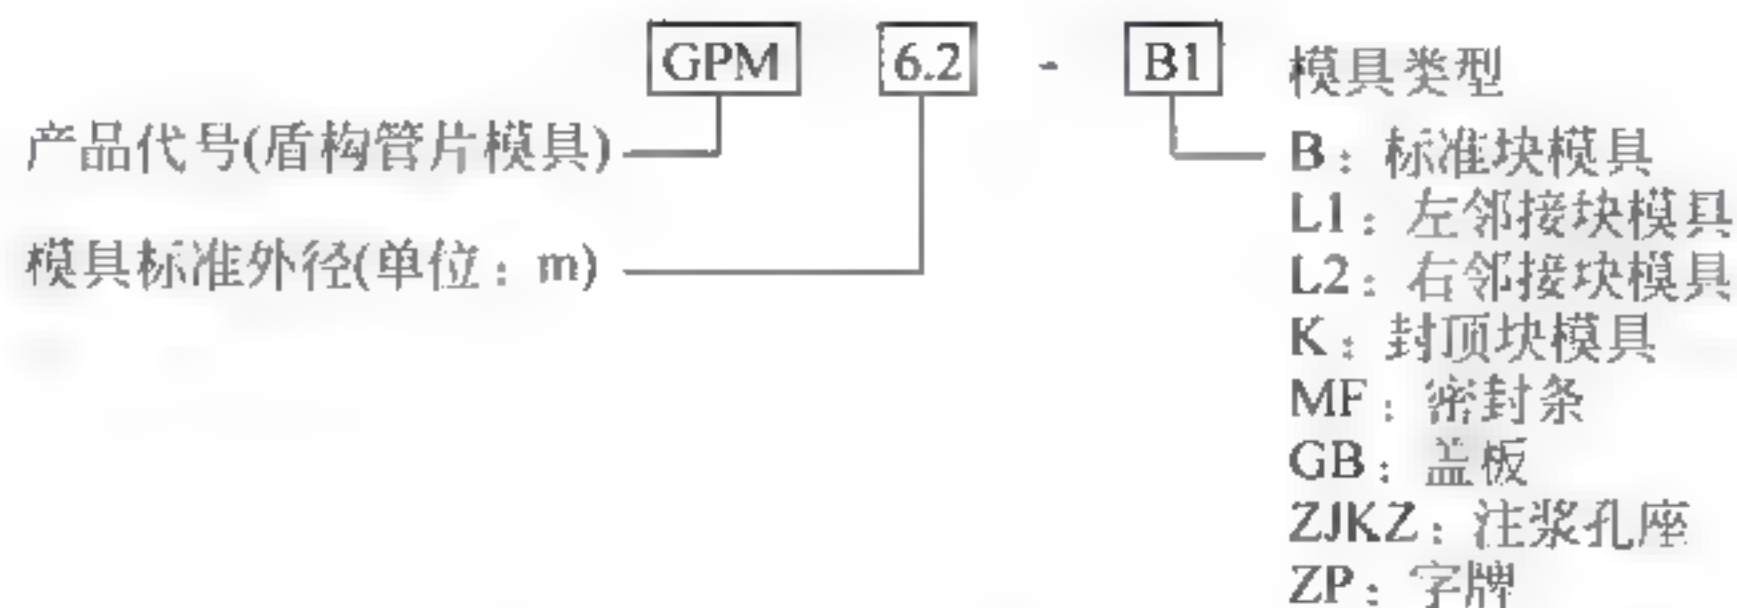 GPM 6.2 - B1 模具类型
产品代号(盾构管片模具)
B：标准块模具
L1：左邻接块模具
模具标准外径(单位：m)
L2：右邻接块模具
K：封顶块模具
MF：密封条
GB：盖板
ZJKZ：注浆孔座
ZP：字牌